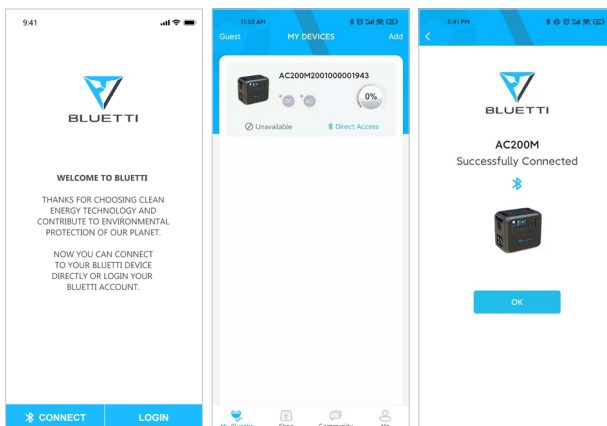 9:41
BLUETTI
WELCOME TO BLUETTI
THANKS FOR CHOOSING CLEAN
ENERGY TECHNOLOGY AND
CONTRIBUTE TO ENVIRONMENTAL
PROTECTION OF OUR PLANET.
NOW YOU CAN CONNECT
TO YOUR BLUETTI DEVICE
DIRECTLY OR LOGIN YOUR
BLUETTI ACCOUNT.
CONNECT LOGIN
11:53 AM
Guest MY DEVICES Add
AC200M2001000001943
DC AC 0%
Unavailable Direct Access
My Bluetti Shop Community Me
5:41 PM
BLUETTI
AC200M
Successfully Connected
OK